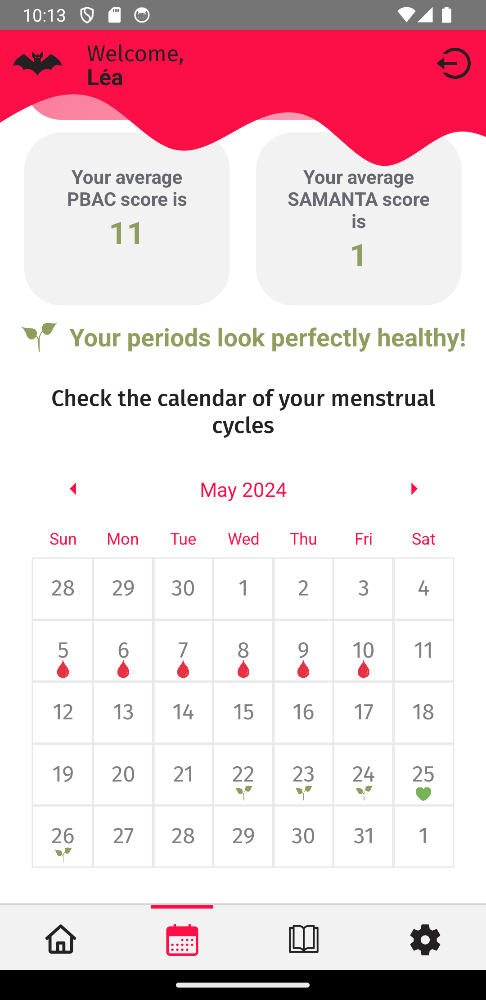 10:13
Welcome,
Léa
Your average
PBAC score is
11
Your average
SAMANTA score
is
1
Your periods look perfectly healthy!
Check the calendar of your menstrual
cycles
May 2024
Sun Mon Tue Wed Thu Fri Sat
28 29 30 1 2 3 4
5 6 7 8 9 10 11
12 13 14 15 16 17 18
19 20 21 22 23 24 25
26 27 28 29 30 31 1